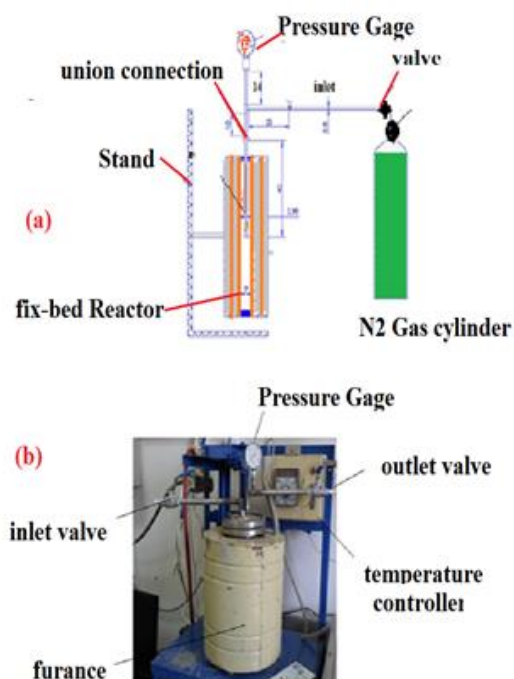 Pressure Gage
union connection
valve
inlet
14
Stand
(a)
fix-bed Reactor
N2 Gas cylinder
Pressure Gage
(b)
outlet valve
inlet valve
temperature
controller
furance